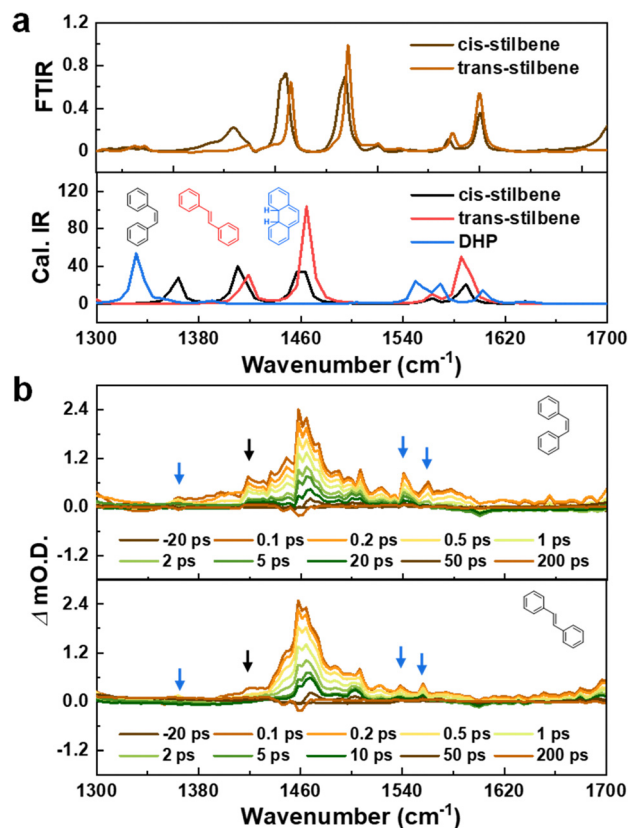 a
FTIR
1.2
0.8
0.4
0
cis-stilbene
trans-stilbene
Cal. IR
120
80
40
0
H
H
cis-stilbene
trans-stilbene
DHP
1300 1380 1460 1540 1620 1700
Wavenumber (cm-1)
b
Δ mO.D.
2.4
1.2
0.0
-1.2
-20 ps 0.1 ps 0.2 ps 0.5 ps 1 ps
2 ps 5 ps 20 ps 50 ps 200 ps
2.4
1.2
0.0
-1.2
-20 ps 0.1 ps 0.2 ps 0.5 ps 1 ps
2 ps 5 ps 10 ps 50 ps 200 ps
1300 1380 1460 1540 1620 1700
Wavenumber (cm-1)